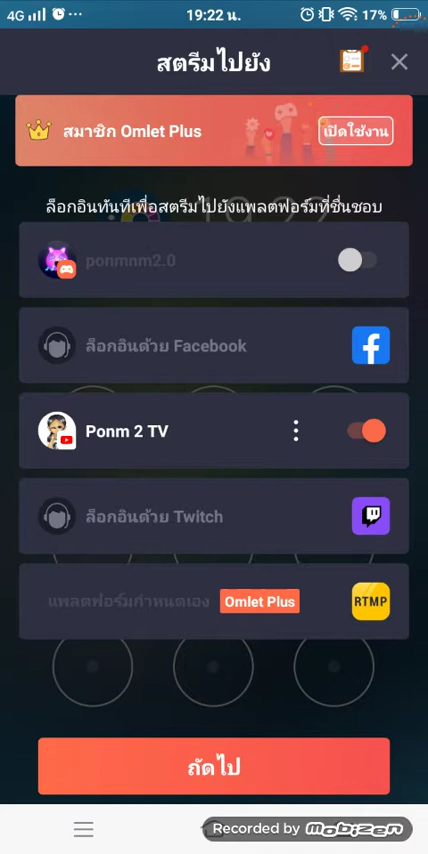 4G 19:22 น. 17%
สตรีมไปยัง
สมาชิก Omlet Plus
เปิดใช้งาน
ล็อกอินทันทีเพื่อสตรีมไปยังแพลตฟอร์มที่ชื่นชอบ
ponmnm2.0
ล็อกอินด้วย Facebook
Ponm 2 TV
ล็อกอินด้วย Twitch
แพลตฟอร์มกำหนดเอง Omlet Plus RTMP
ถัดไป
Recorded by mobizen